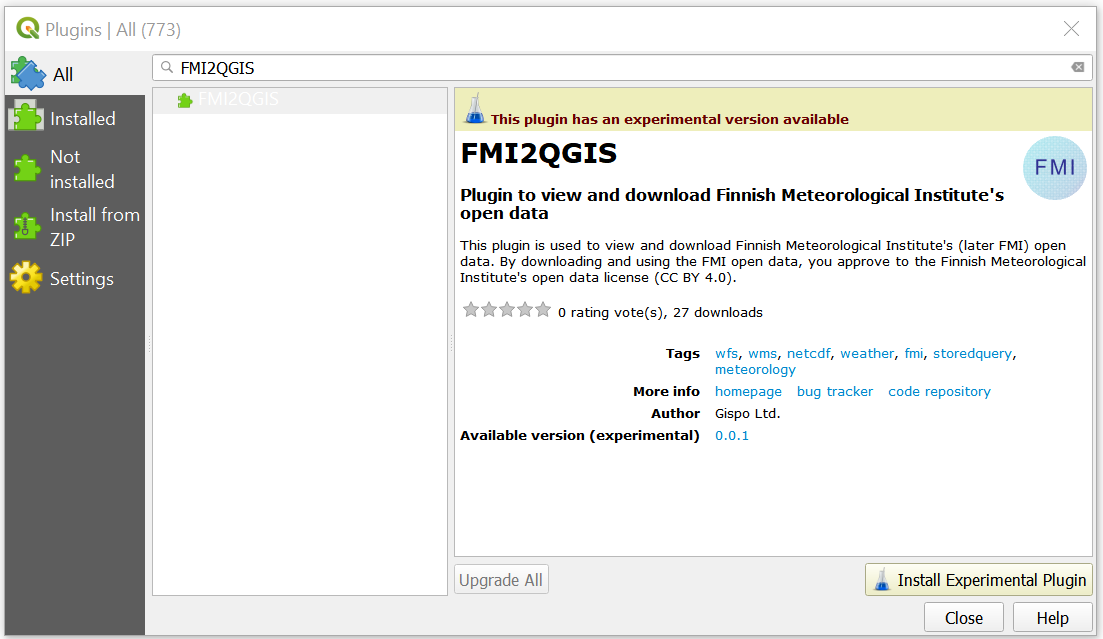 Plugins | All (773)
All
Installed
Not
installed
Install from
ZIP
Settings
FMI2QGIS
FMI2QGIS
This plugin has an experimental version available
FMI2QGIS
FMI
Plugin to view and download Finnish Meteorological Institute's
open data
This plugin is used to view and download Finnish Meteorological Institute's (later FMI) open
data. By downloading and using the FMI open data, you approve to the Finnish Meteorological
Institute's open data license (CC BY 4.0).
0 rating vote(s), 27 downloads
Tags wfs, wms, netcdf, weather, fmi, storedquery,
meteorology
More info homepage bug tracker code repository
Author Gispo Ltd.
Available version (experimental) 0.0.1
Upgrade All
Install Experimental Plugin
Close
Help